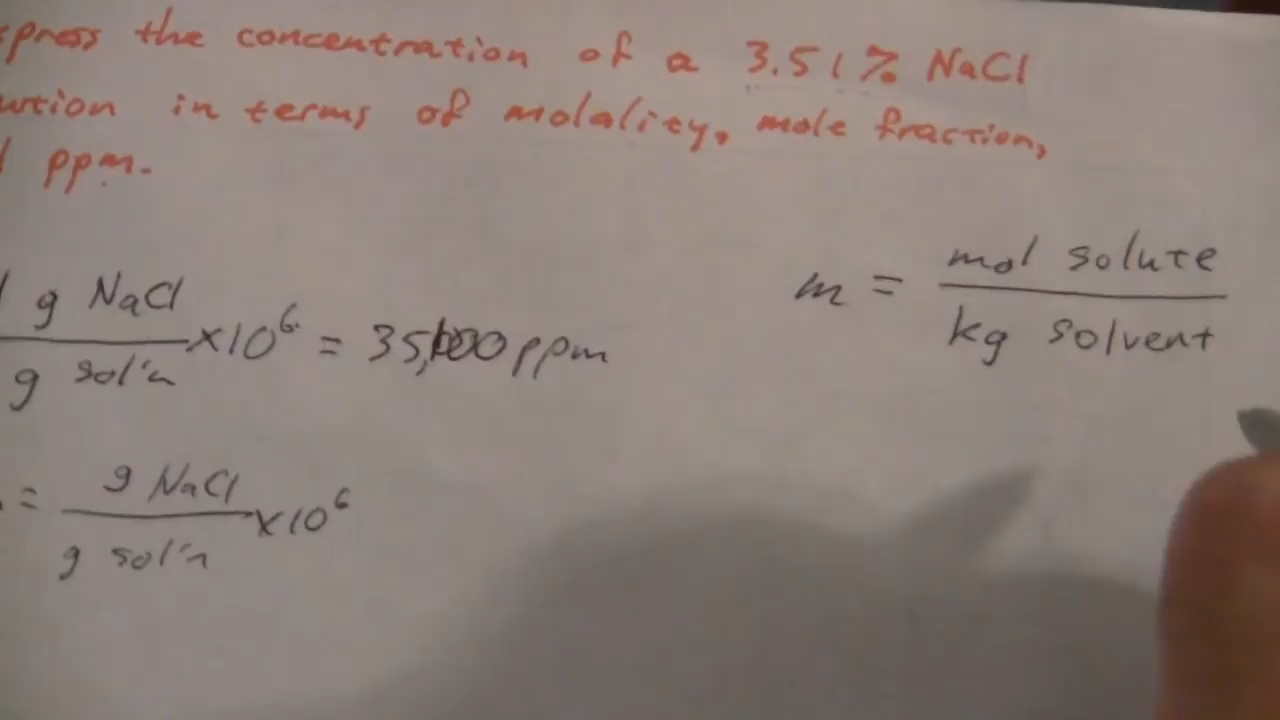 press the concentration of a 3.51% NaCl
ution in terms of molality, mole fraction,
ppm.
g NaCl
g sol'n
×10⁶ = 35,100 ppm
m = mol solute
kg solvent
= g NaCl
g sol'n
×10⁶